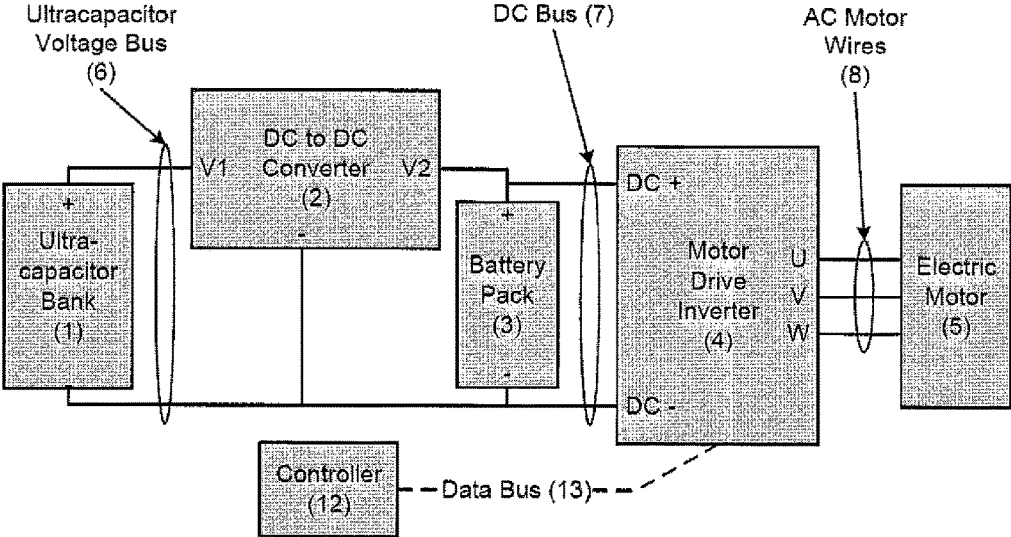 Ultracapacitor
Voltage Bus
(6)
DC Bus (7)
AC Motor
Wires
(8)
DC to DC
Converter
(2)
V1
V2
-
+
Ultra-
capacitor
Bank
(1)
+
Battery
Pack
(3)
-
DC +
DC -
Motor
Drive
Inverter
(4)
U
V
W
Electric
Motor
(5)
Controller
(12)
Data Bus (13)